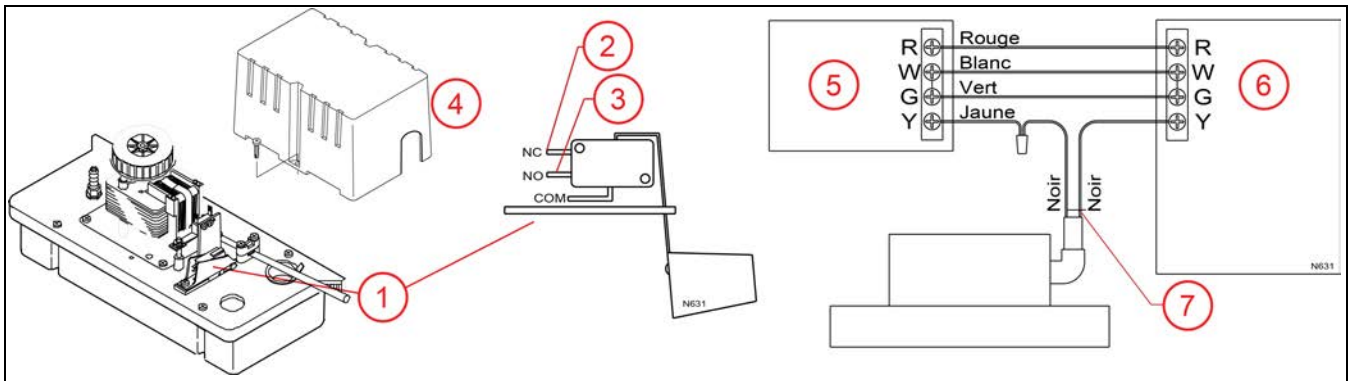 4
1
2
3
NC
NO
COM
N631
5
R Rouge R
W Blanc W
G Vert G
Y Jaune Y
6
Noir Noir
7
N631